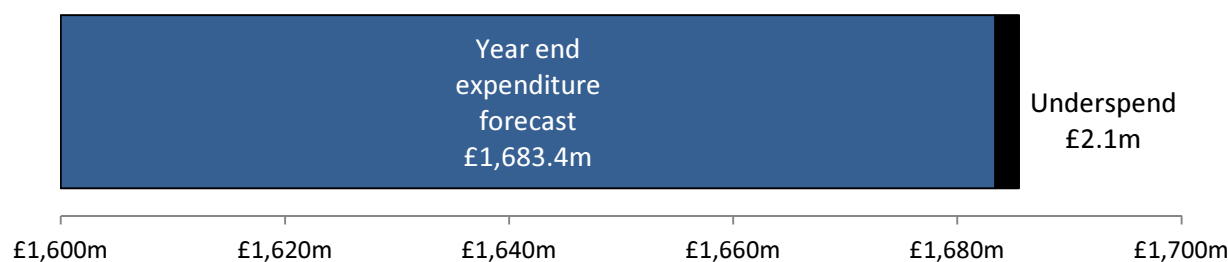 Year end
expenditure
forecast
£1,683.4m
Underspend
£2.1m
£1,600m
£1,620m
£1,640m
£1,660m
£1,680m
£1,700m